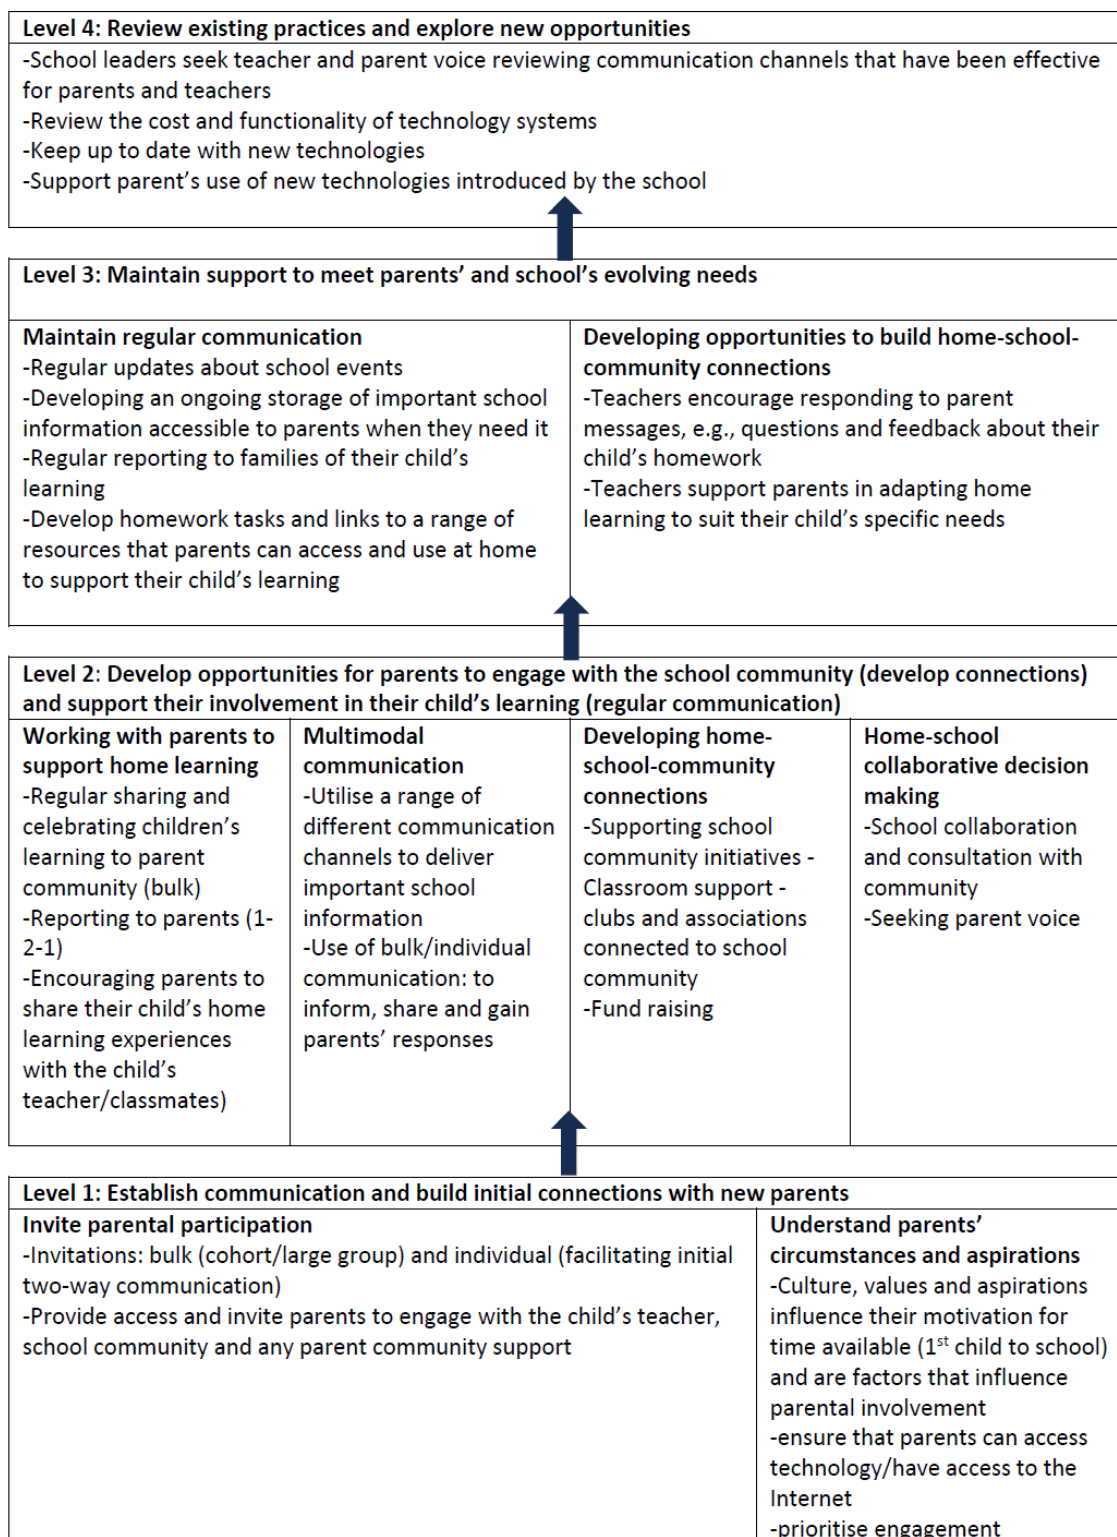 Level 4: Review existing practices and explore new opportunities
-School leaders seek teacher and parent voice reviewing communication channels that have been effective
for parents and teachers
-Review the cost and functionality of technology systems
-Keep up to date with new technologies
-Support parent’s use of new technologies introduced by the school
Level 3: Maintain support to meet parents’ and school’s evolving needs
Maintain regular communication
-Regular updates about school events
-Developing an ongoing storage of important school
information accessible to parents when they need it
-Regular reporting to families of their child’s
learning
-Develop homework tasks and links to a range of
resources that parents can access and use at home
to support their child’s learning
Developing opportunities to build home-school-
community connections
-Teachers encourage responding to parent
messages, e.g., questions and feedback about their
child’s homework
-Teachers support parents in adapting home
learning to suit their child’s specific needs
Level 2: Develop opportunities for parents to engage with the school community (develop connections)
and support their involvement in their child’s learning (regular communication)
Working with parents to
support home learning
-Regular sharing and
celebrating children’s
learning to parent
community (bulk)
-Reporting to parents (1-
2-1)
-Encouraging parents to
share their child’s home
learning experiences
with the child’s
teacher/classmates)
Multimodal
communication
-Utilise a range of
different communication
channels to deliver
important school
information
-Use of bulk/individual
communication: to
inform, share and gain
parents’ responses
Developing home-
school-community
connections
-Supporting school
community initiatives -
Classroom support -
clubs and associations
connected to school
community
-Fund raising
Home-school
collaborative decision
making
-School collaboration
and consultation with
community
-Seeking parent voice
Level 1: Establish communication and build initial connections with new parents
Invite parental participation
-Invitations: bulk (cohort/large group) and individual (facilitating initial
two-way communication)
-Provide access and invite parents to engage with the child’s teacher,
school community and any parent community support
Understand parents’
circumstances and aspirations
-Culture, values and aspirations
influence their motivation for
time available (1st child to school)
and are factors that influence
parental involvement
-ensure that parents can access
technology/have access to the
Internet
-prioritise engagement